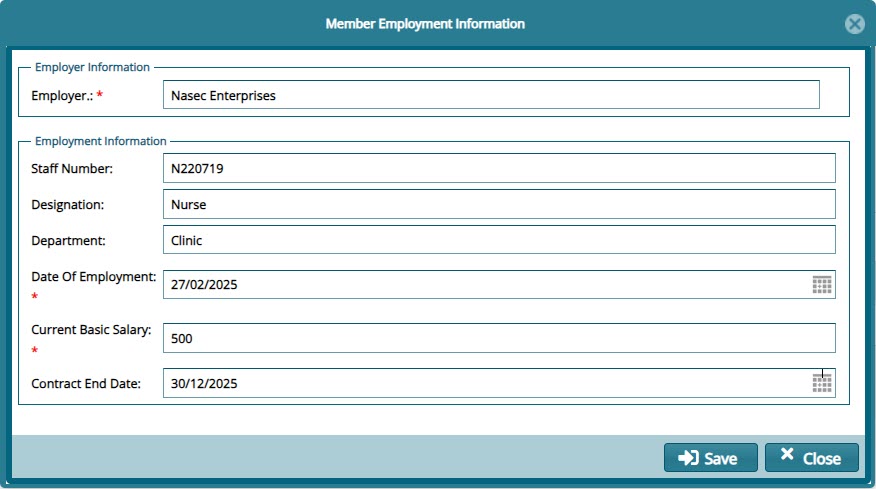 Member Employment Information
Employer Information
Employer.: * Nasec Enterprises
Employment Information
Staff Number: N220719
Designation: Nurse
Department: Clinic
Date Of Employment: * 27/02/2025
Current Basic Salary: * 500
Contract End Date: 30/12/2025
Save Close